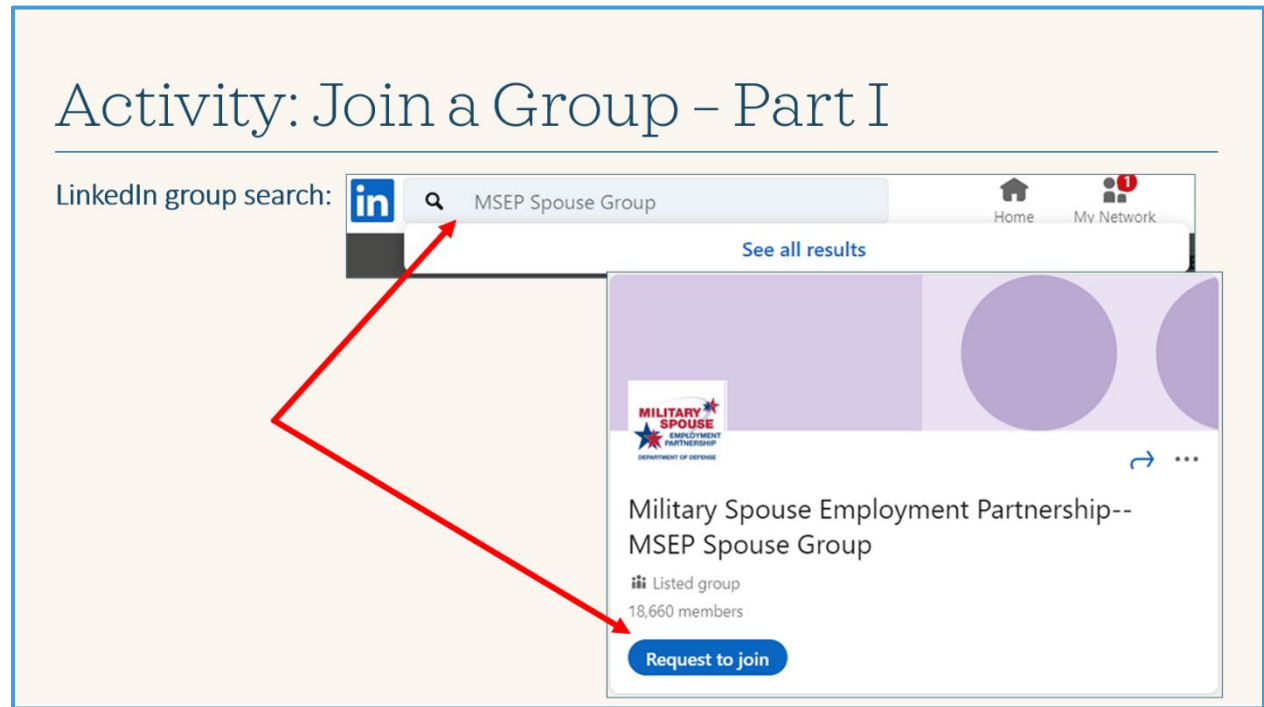 Activity: Join a Group – Part I
LinkedIn group search:
in
MSEP Spouse Group
Home
1
My Network
See all results
MILITARY
SPOUSE
EMPLOYMENT
PARTNERSHIP
DEPARTMENT OF DEFENSE
Military Spouse Employment Partnership--
MSEP Spouse Group
Listed group
18,660 members
Request to join